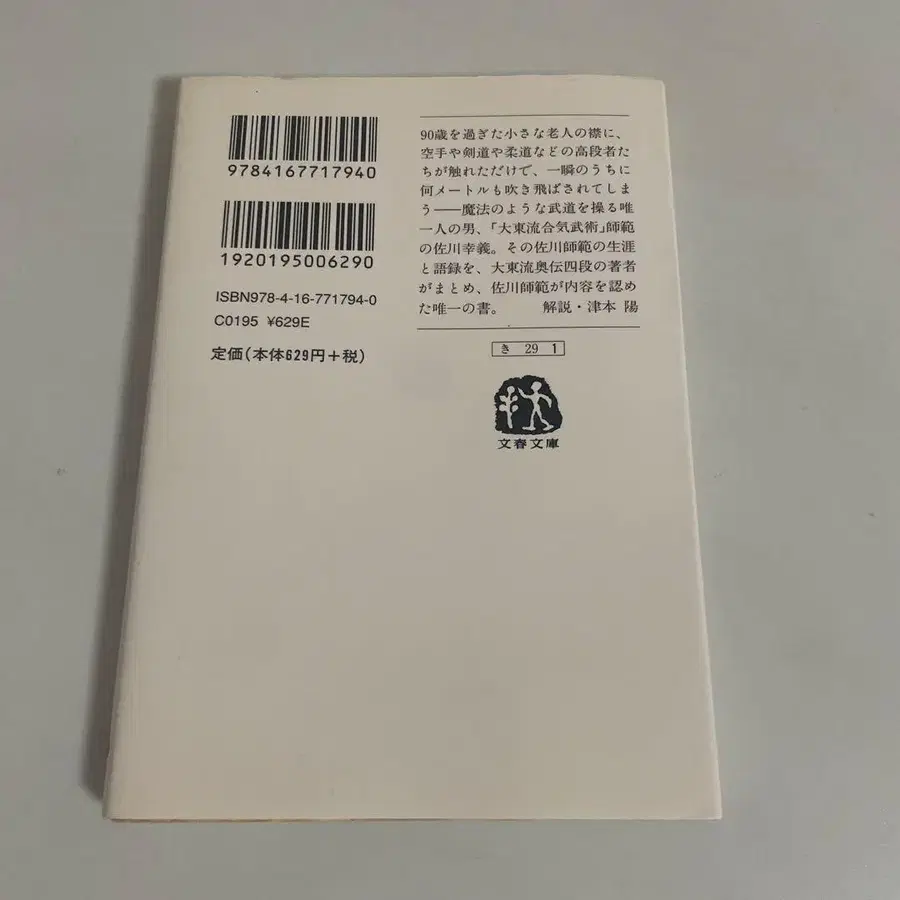 9784167717940
1920195006290
ISBN978-4-16-771794-0
C0195 ¥629E
定価(本体629円+税)
90歳を過ぎた小さな老人の襟に、
空手や剣道や柔道などの高段者た
ちが触れただけで、一瞬のうちに
何メートルも吹き飛ばされてしま
う――魔法のような武道を操る唯
一人の男、「大東流合気武術」師範
の佐川幸義。その佐川師範の生涯
と語録を、大東流奥伝四段の著者
がまとめ、佐川師範が内容を認め
た唯一の書。 解説・津本 陽
き 29 1
文春文庫